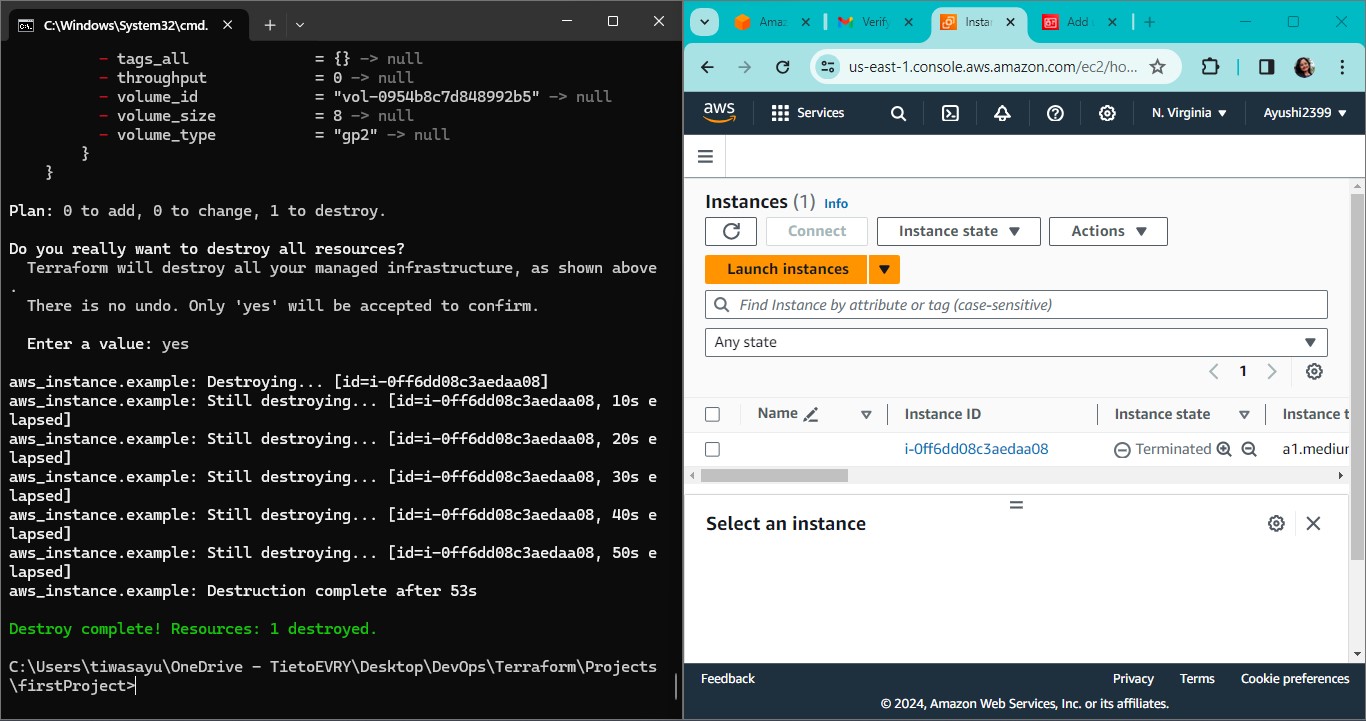 C:\Windows\System32\cmd.
- tags_all = {} -> null
- throughput = 0 -> null
- volume_id = "vol-0954b8c7d848992b5" -> null
- volume_size = 8 -> null
- volume_type = "gp2" -> null
}
}
Plan: 0 to add, 0 to change, 1 to destroy.
Do you really want to destroy all resources?
Terraform will destroy all your managed infrastructure, as shown above
.
There is no undo. Only 'yes' will be accepted to confirm.
Enter a value: yes
aws_instance.example: Destroying... [id=i-0ff6dd08c3aedaa08]
aws_instance.example: Still destroying... [id=i-0ff6dd08c3aedaa08, 10s e
lapsed]
aws_instance.example: Still destroying... [id=i-0ff6dd08c3aedaa08, 20s e
lapsed]
aws_instance.example: Still destroying... [id=i-0ff6dd08c3aedaa08, 30s e
lapsed]
aws_instance.example: Still destroying... [id=i-0ff6dd08c3aedaa08, 40s e
lapsed]
aws_instance.example: Still destroying... [id=i-0ff6dd08c3aedaa08, 50s e
lapsed]
aws_instance.example: Destruction complete after 53s
Destroy complete! Resources: 1 destroyed.
C:\Users\tiwasayu\OneDrive - TietoEVRY\Desktop\DevOps\Terraform\Projects
\firstProject>
Amaz Verify Instan Add
us-east-1.console.aws.amazon.com/ec2/ho...
aws Services N. Virginia Ayushi2399
Instances (1) Info
Connect Instance state Actions
Launch instances
Find Instance by attribute or tag (case-sensitive)
Any state
1
Name Instance ID Instance state Instance t
i-0ff6dd08c3aedaa08 Terminated a1.medium
Select an instance
Feedback Privacy Terms Cookie preferences
© 2024, Amazon Web Services, Inc. or its affiliates.